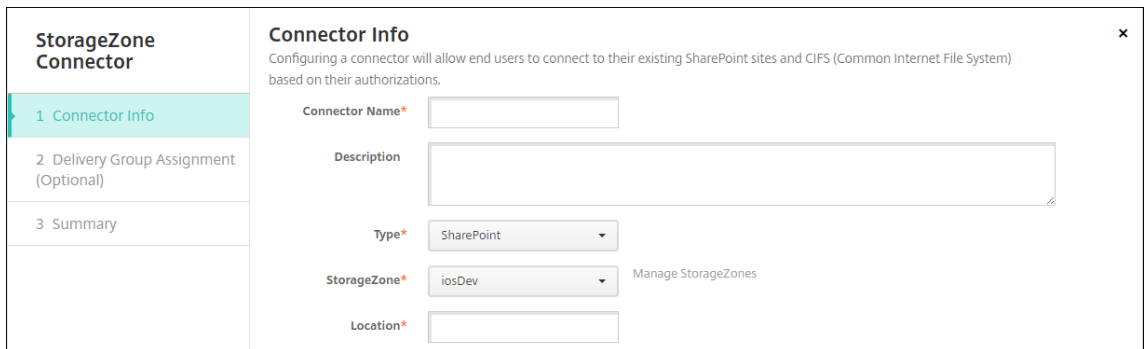 StorageZone
Connector
1 Connector Info
2 Delivery Group Assignment
(Optional)
3 Summary
Connector Info
×
Configuring a connector will allow end users to connect to their existing SharePoint sites and CIFS (Common Internet File System)
based on their authorizations.
Connector Name*
Description
Type*
SharePoint
StorageZone*
iosDev
Manage StorageZones
Location*